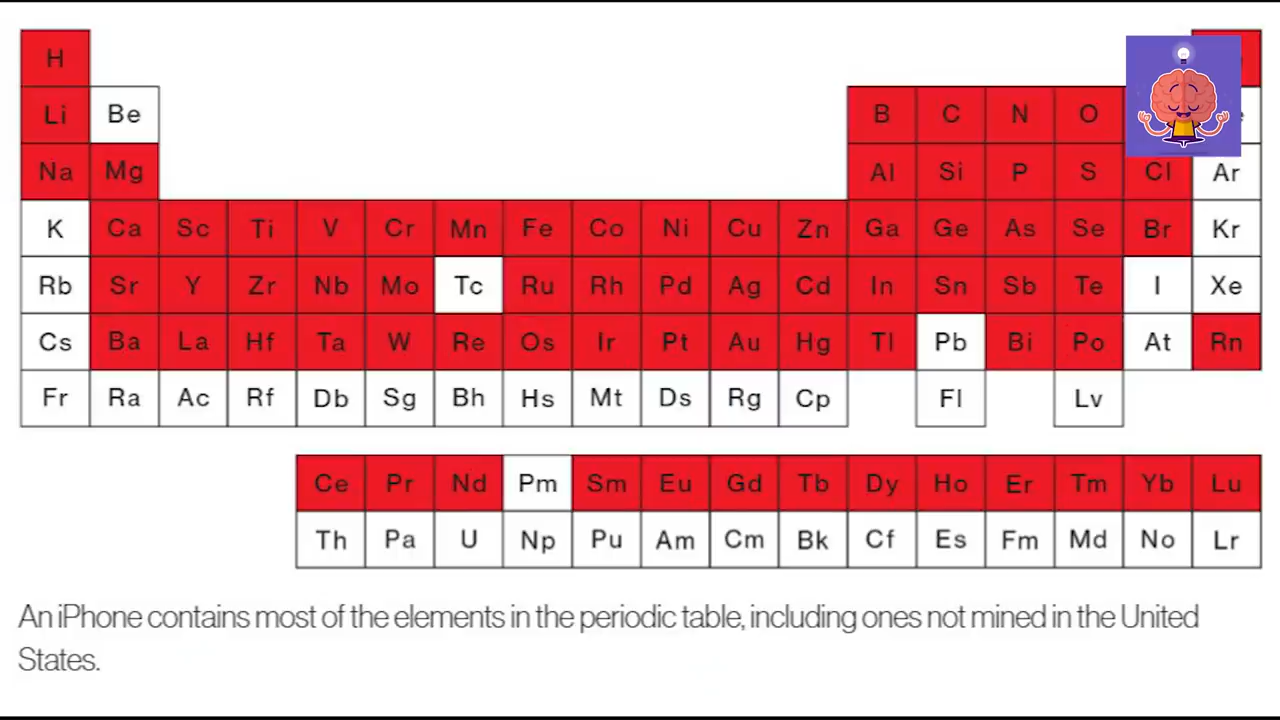 H
Li Be B C N O
Na Mg Al Si P S Cl Ar
K Ca Sc Ti V Cr Mn Fe Co Ni Cu Zn Ga Ge As Se Br Kr
Rb Sr Y Zr Nb Mo Tc Ru Rh Pd Ag Cd In Sn Sb Te I Xe
Cs Ba La Hf Ta W Re Os Ir Pt Au Hg Tl Pb Bi Po At Rn
Fr Ra Ac Rf Db Sg Bh Hs Mt Ds Rg Cp Fl Lv
Ce Pr Nd Pm Sm Eu Gd Tb Dy Ho Er Tm Yb Lu
Th Pa U Np Pu Am Cm Bk Cf Es Fm Md No Lr
An iPhone contains most of the elements in the periodic table, including ones not mined in the United
States.